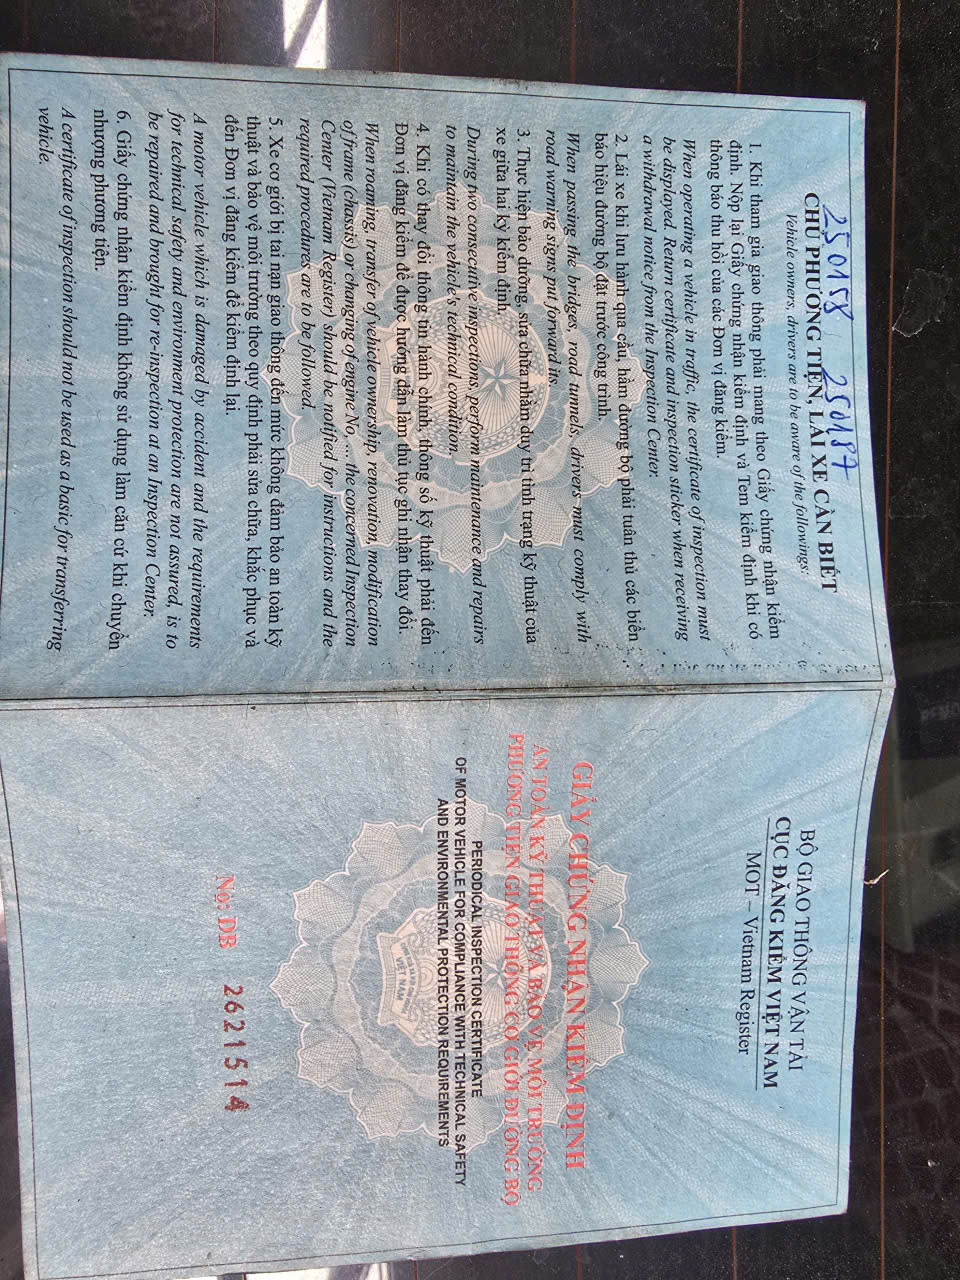 250158 250187
CHỦ PHƯƠNG TIỆN, LÁI XE CẦN BIẾT
Vehicle owners, drivers are to be aware of the followings:
1. Khi tham gia giao thông phải mang theo Giấy chứng nhận kiểm
định. Nộp lại Giấy chứng nhận kiểm định và Tem kiểm định khi có
thông báo thu hồi của các Đơn vị đăng kiểm.
When operating a vehicle in traffic, the certificate of inspection must
be displayed. Return certificate and inspection sticker when receiving
a withdrawal notice from the Inspection Center.
2. Lái xe khi lưu hành qua cầu, hầm đường bộ phải tuân thủ các biển
báo hiệu đường bộ đặt trước công trình.
When passing the bridges, road tunnels, drivers must comply with
road warning signs put forward its.
3. Thực hiện bảo dưỡng, sửa chữa nhằm duy trì tình trạng kỹ thuật của
xe giữa hai kỳ kiểm định.
During two consecutive inspections, perform maintenance and repairs
to maintain the vehicle's technical condition.
4. Khi có thay đổi thông tin hành chính, thông số kỹ thuật phải đến
Đơn vị đăng kiểm để được hướng dẫn làm thủ tục ghi nhận thay đổi.
When roaming, transfer of vehicle ownership, renovation, modification
of frame (chassis) or changing of engine No,... the concerned Inspection
Center (Vietnam Register) should be notified for instructions and the
required procedures are to be followed
5. Xe cơ giới bị tai nạn giao thông đến mức không đảm bảo an toàn kỹ
thuật và bảo vệ môi trường theo quy định phải sửa chữa, khắc phục và
đến Đơn vị đăng kiểm để kiểm định lại.
A motor vehicle which is damaged by accident and the requirements
for technical safety and environment protection are not assured, is to
be repaired and brought for re-inspection at an Inspection Center.
6. Giấy chứng nhận kiểm định không sử dụng làm căn cứ khi chuyển
nhượng phương tiện.
A certificate of inspection should not be used as a basic for transferring
vehicle.
BỘ GIAO THÔNG VẬN TẢI
CỤC ĐĂNG KIỂM VIỆT NAM
MOT – Vietnam Register
GIẤY CHỨNG NHẬN KIỂM ĐỊNH
AN TOÀN KỸ THUẬT VÀ BẢO VỆ MÔI TRƯỜNG
PHƯƠNG TIỆN GIAO THÔNG CƠ GIỚI ĐƯỜNG BỘ
PERIODICAL INSPECTION CERTIFICATE
OF MOTOR VEHICLE FOR COMPLIANCE WITH TECHNICAL SAFETY
AND ENVIRONMENTAL PROTECTION REQUIREMENTS
VIỆT NAM
No: DB 2621514